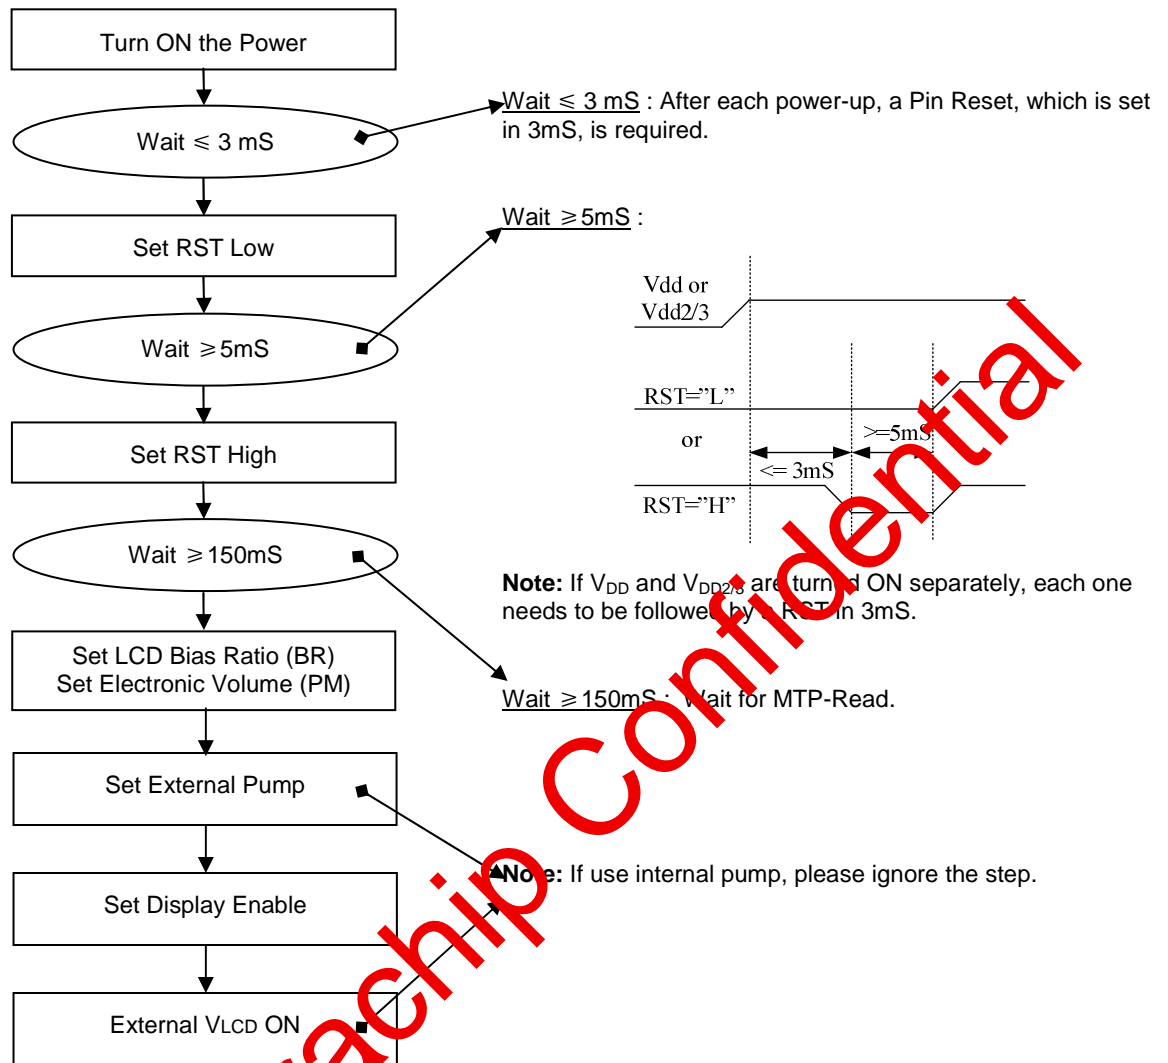 Turn ON the Power
Wait ≤ 3 mS
Set RST Low
Wait ≥5mS
Set RST High
Wait ≥150mS
Set LCD Bias Ratio (BR)
Set Electronic Volume (PM)
Set External Pump
Set Display Enable
External VLCD ON
Wait ≤ 3 mS : After each power-up, a Pin Reset, which is set
in 3mS, is required.
Wait ≥5mS :
Vdd or
Vdd2/3
RST="L"
or
>=5mS
<= 3mS
RST="H"
Note: If VDD and VDD2/3 are turned ON separately, each one
needs to be followed by a RST in 3mS.
Wait ≥150mS : Wait for MTP-Read.
Note: If use internal pump, please ignore the step.
Confidential